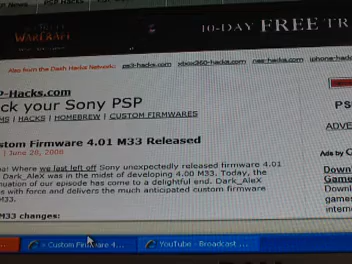 WARCRAFT
10-DAY FREE TR
Also from the Dash Hacks Network: ps3-hacks.com xbox360-hacks.com nes-hacks.com iphone-hack
P-Hacks.com
ck your Sony PSP
MS | HACKS | HOMEBREW | CUSTOM FIRMWARES
PS
ADVE
stom Firmware 4.01 M33 Released
| June 28, 2008
Where we last left off Sony unexpectedly released firmware 4.01
Dark_AleX was in the midst of developing 4.00 M33. Today, the
nuation of our episode has come to a delightful end. Dark_AleX
s with force and delivers the much anticipated custom firmware
M33.
Ads by G
Down
Game
Downl
games
intern
M33 changes:
» Custom Firmware 4...
YouTube - Broadcast ...